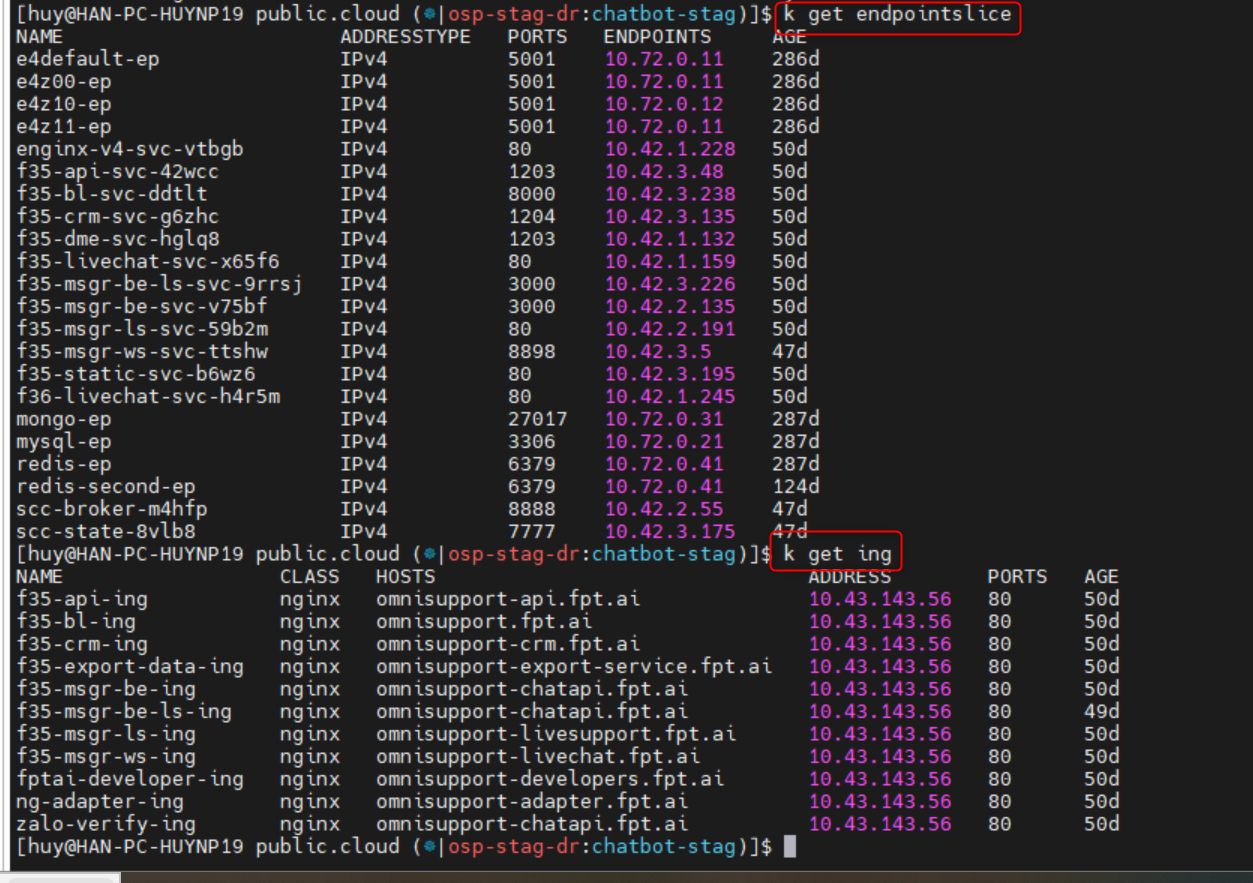 [huy@HAN-PC-HUYNP19 public.cloud (☸|osp-stag-dr:chatbot-stag)]$ k get endpointslice
NAME ADDRESSTYPE PORTS ENDPOINTS AGE
e4default-ep IPv4 5001 10.72.0.11 286d
e4z00-ep IPv4 5001 10.72.0.11 286d
e4z10-ep IPv4 5001 10.72.0.12 286d
e4z11-ep IPv4 5001 10.72.0.11 286d
enginx-v4-svc-vtbgb IPv4 80 10.42.1.228 50d
f35-api-svc-42wcc IPv4 1203 10.42.3.48 50d
f35-bl-svc-ddtlt IPv4 8000 10.42.3.238 50d
f35-crm-svc-g6zhc IPv4 1204 10.42.3.135 50d
f35-dme-svc-hglq8 IPv4 1203 10.42.1.132 50d
f35-livechat-svc-x65f6 IPv4 80 10.42.1.159 50d
f35-msgr-be-ls-svc-9rrsj IPv4 3000 10.42.3.226 50d
f35-msgr-be-svc-v75bf IPv4 3000 10.42.2.135 50d
f35-msgr-ls-svc-59b2m IPv4 80 10.42.2.191 50d
f35-msgr-ws-svc-ttshw IPv4 8898 10.42.3.5 47d
f35-static-svc-b6wz6 IPv4 80 10.42.3.195 50d
f36-livechat-svc-h4r5m IPv4 80 10.42.1.245 50d
mongo-ep IPv4 27017 10.72.0.31 287d
mysql-ep IPv4 3306 10.72.0.21 287d
redis-ep IPv4 6379 10.72.0.41 287d
redis-second-ep IPv4 6379 10.72.0.41 124d
scc-broker-m4hfp IPv4 8888 10.42.2.55 47d
scc-state-8vlb8 IPv4 7777 10.42.3.175 47d
[huy@HAN-PC-HUYNP19 public.cloud (☸|osp-stag-dr:chatbot-stag)]$ k get ing
NAME CLASS HOSTS ADDRESS PORTS AGE
f35-api-ing nginx omnisupport-api.fpt.ai 10.43.143.56 80 50d
f35-bl-ing nginx omnisupport.fpt.ai 10.43.143.56 80 50d
f35-crm-ing nginx omnisupport-crm.fpt.ai 10.43.143.56 80 50d
f35-export-data-ing nginx omnisupport-export-service.fpt.ai 10.43.143.56 80 50d
f35-msgr-be-ing nginx omnisupport-chatapi.fpt.ai 10.43.143.56 80 50d
f35-msgr-be-ls-ing nginx omnisupport-chatapi.fpt.ai 10.43.143.56 80 49d
f35-msgr-ls-ing nginx omnisupport-livesupport.fpt.ai 10.43.143.56 80 50d
f35-msgr-ws-ing nginx omnisupport-livechat.fpt.ai 10.43.143.56 80 50d
fptai-developer-ing nginx omnisupport-developers.fpt.ai 10.43.143.56 80 50d
ng-adapter-ing nginx omnisupport-adapter.fpt.ai 10.43.143.56 80 50d
zalo-verify-ing nginx omnisupport-chatapi.fpt.ai 10.43.143.56 80 50d
[huy@HAN-PC-HUYNP19 public.cloud (☸|osp-stag-dr:chatbot-stag)]$